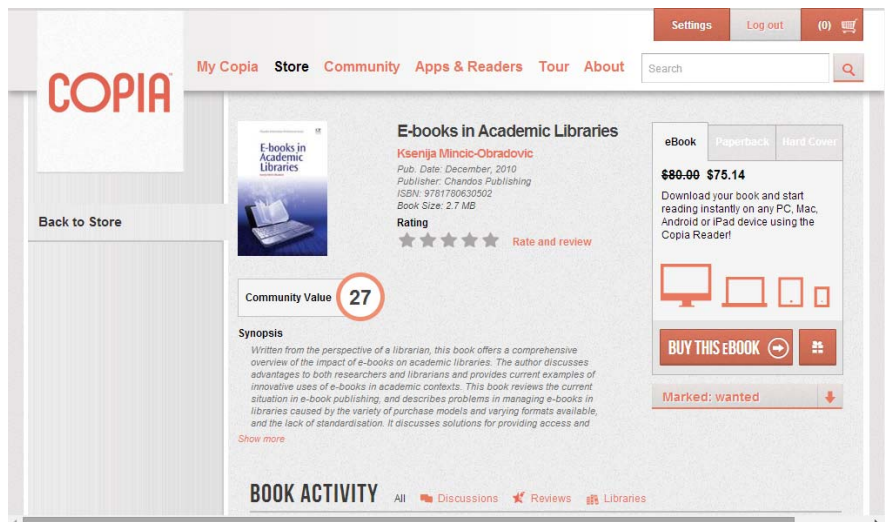 Settings
Log out
(0)
COPIA
My Copia Store Community Apps & Readers Tour About
Search
E-books in Academic Libraries
Ksenija Mincic-Obradovic
Pub. Date: December, 2010
Publisher: Chandos Publishing
ISBN: 9781780630502
Book Size: 2.7 MB
Rating
Rate and review
E-books in
Academic
Libraries
Back to Store
Community Value 27
Synopsis
Written from the perspective of a librarian, this book offers a comprehensive
overview of the impact of e-books on academic libraries. The author discusses
advantages to both researchers and librarians and provides current examples of
innovative uses of e-books in academic contexts. This book reviews the current
situation in e-book publishing, and describes problems in managing e-books in
libraries caused by the variety of purchase models and varying formats available,
and the lack of standardisation. It discusses solutions for providing access and
Show more
eBook Paperback Hard Cover
$80.00 $75.14
Download your book and start
reading instantly on any PC, Mac,
Android or iPad device using the
Copia Reader!
BUY THIS EBOOK
Marked: wanted
BOOK ACTIVITY All Discussions Reviews Libraries